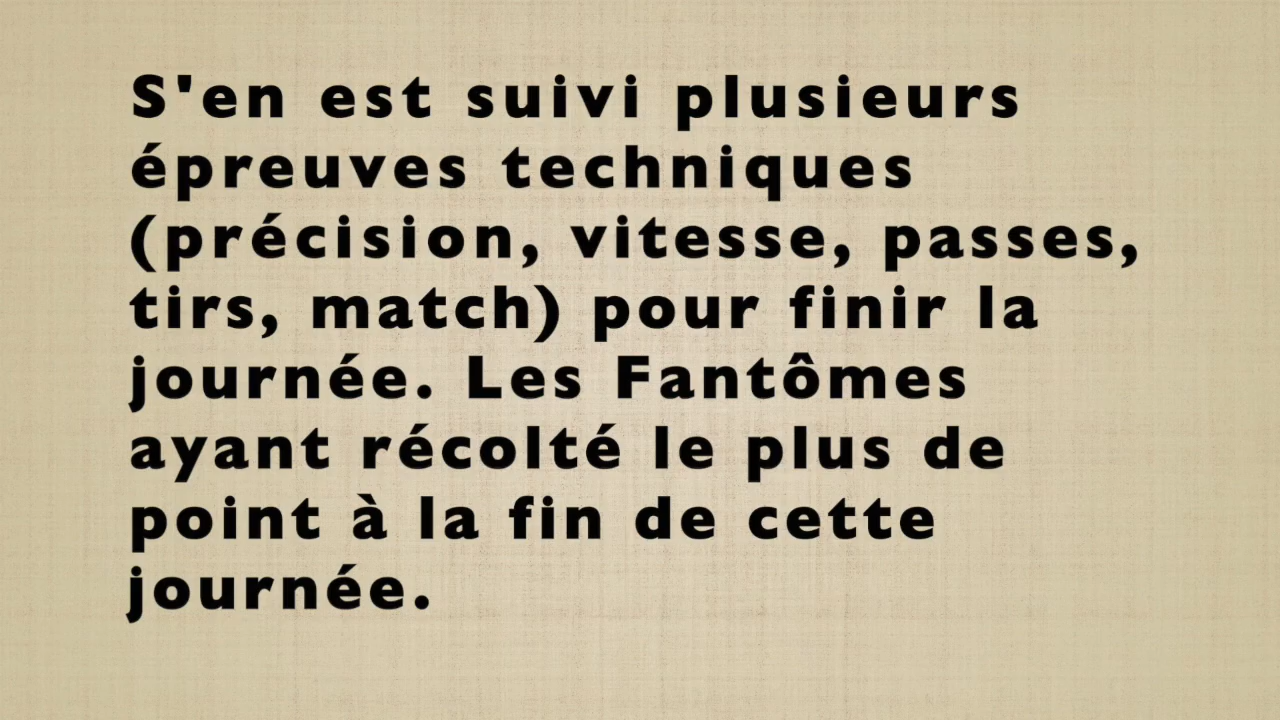 S'en est suivi plusieurs
épreuves techniques
(précision, vitesse, passes,
tirs, match) pour finir la
journée. Les Fantômes
ayant récolté le plus de
point à la fin de cette
journée.